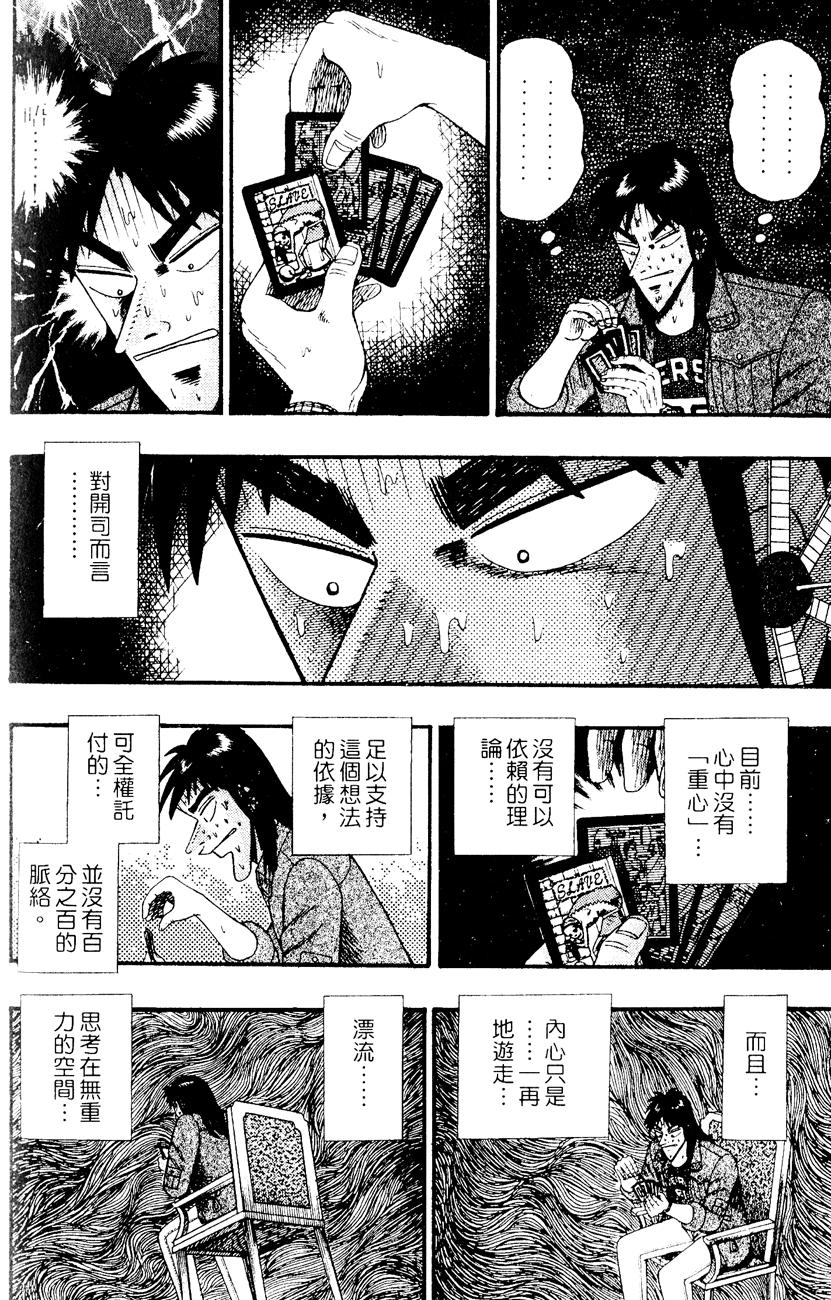 ………
………
ERS
SLAVE!
對開司而言
…………
目前……
心中沒有
「重心」…
沒有可以
依賴的理
論……
SLAVE!
足以支持
這個想法
的依據，
可全權託
付的…
並沒有百
分之百的
脈絡。
而且…
內心只是
……一再
地遊走…
漂流……
思考在無重
力的空間…